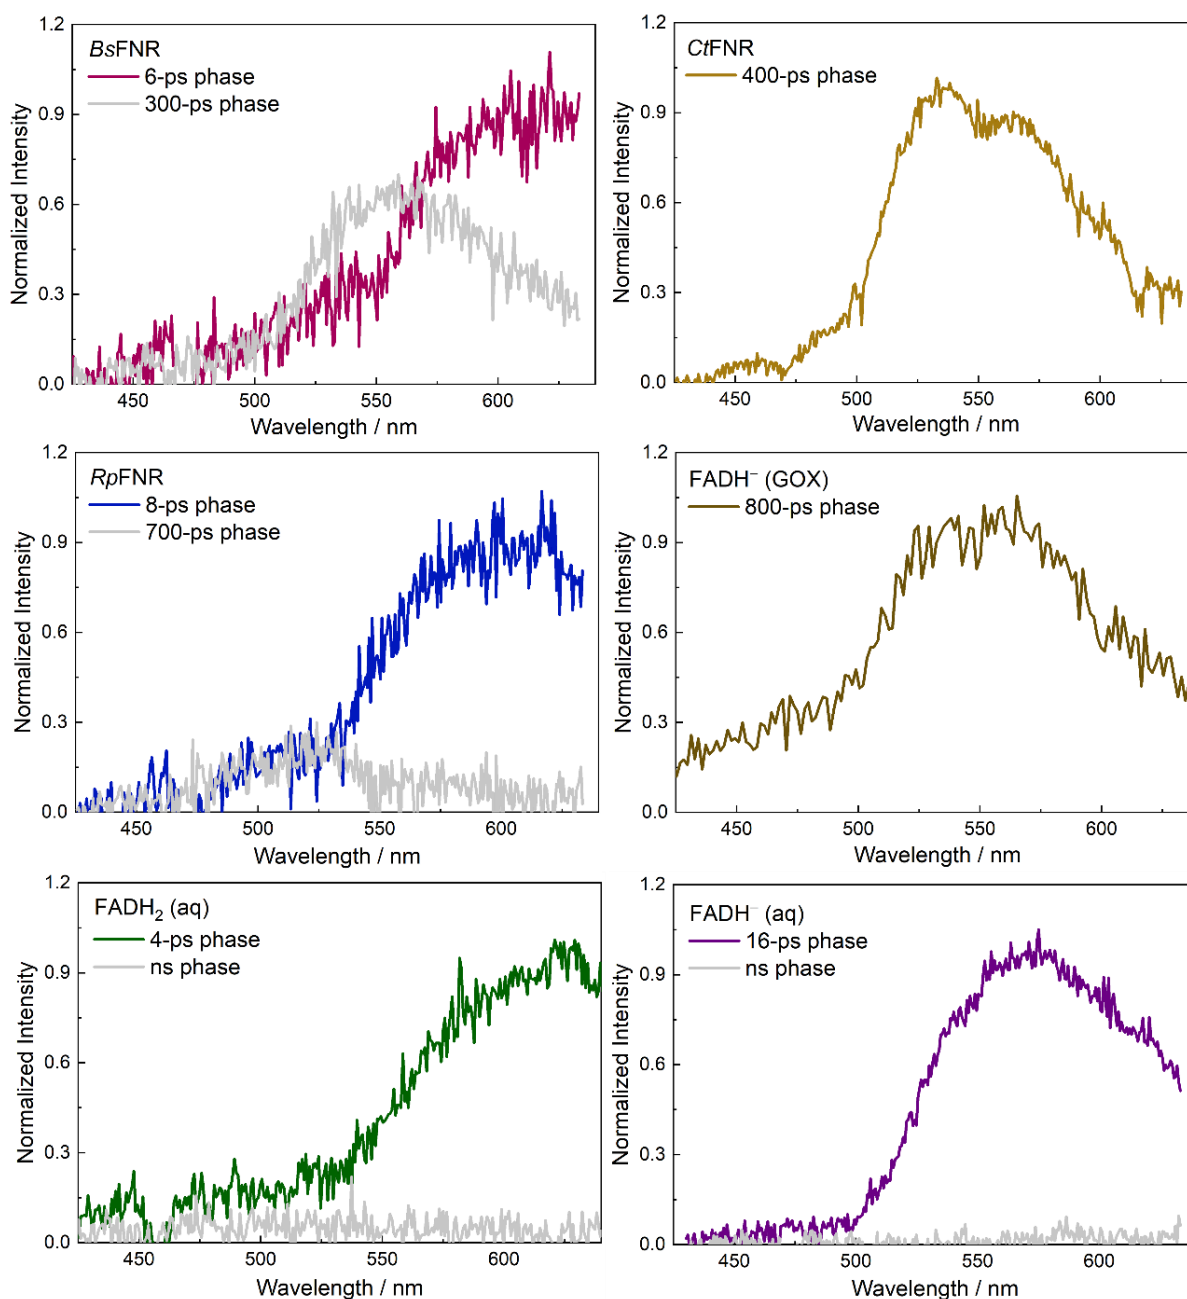 BsFNR
6-ps phase
300-ps phase
Normalized Intensity
1.2
0.9
0.6
0.3
0.0
450
500
550
600
Wavelength / nm
CtFNR
400-ps phase
Normalized Intensity
1.2
0.9
0.6
0.3
0.0
450
500
550
600
Wavelength / nm
RpFNR
8-ps phase
700-ps phase
Normalized Intensity
1.2
0.9
0.6
0.3
0.0
450
500
550
600
Wavelength / nm
FADH⁻ (GOX)
800-ps phase
Normalized Intensity
1.2
0.9
0.6
0.3
0.0
450
500
550
600
Wavelength / nm
FADH₂ (aq)
4-ps phase
ns phase
Normalized Intensity
1.2
0.9
0.6
0.3
0.0
450
500
550
600
Wavelength / nm
FADH⁻ (aq)
16-ps phase
ns phase
Normalized Intensity
1.2
0.9
0.6
0.3
0.0
450
500
550
600
Wavelength / nm